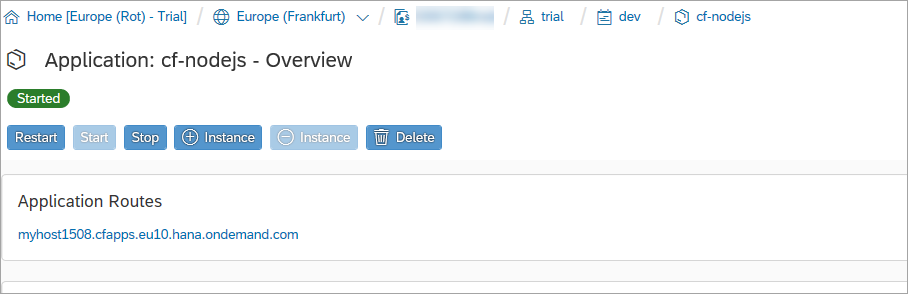 Home [Europe (Rot) - Trial] / Europe (Frankfurt) / / trial / dev / cf-nodejs
Application: cf-nodejs - Overview
Started
Restart Start Stop Instance Instance Delete
Application Routes
myhost1508.cfapps.eu10.hana.ondemand.com